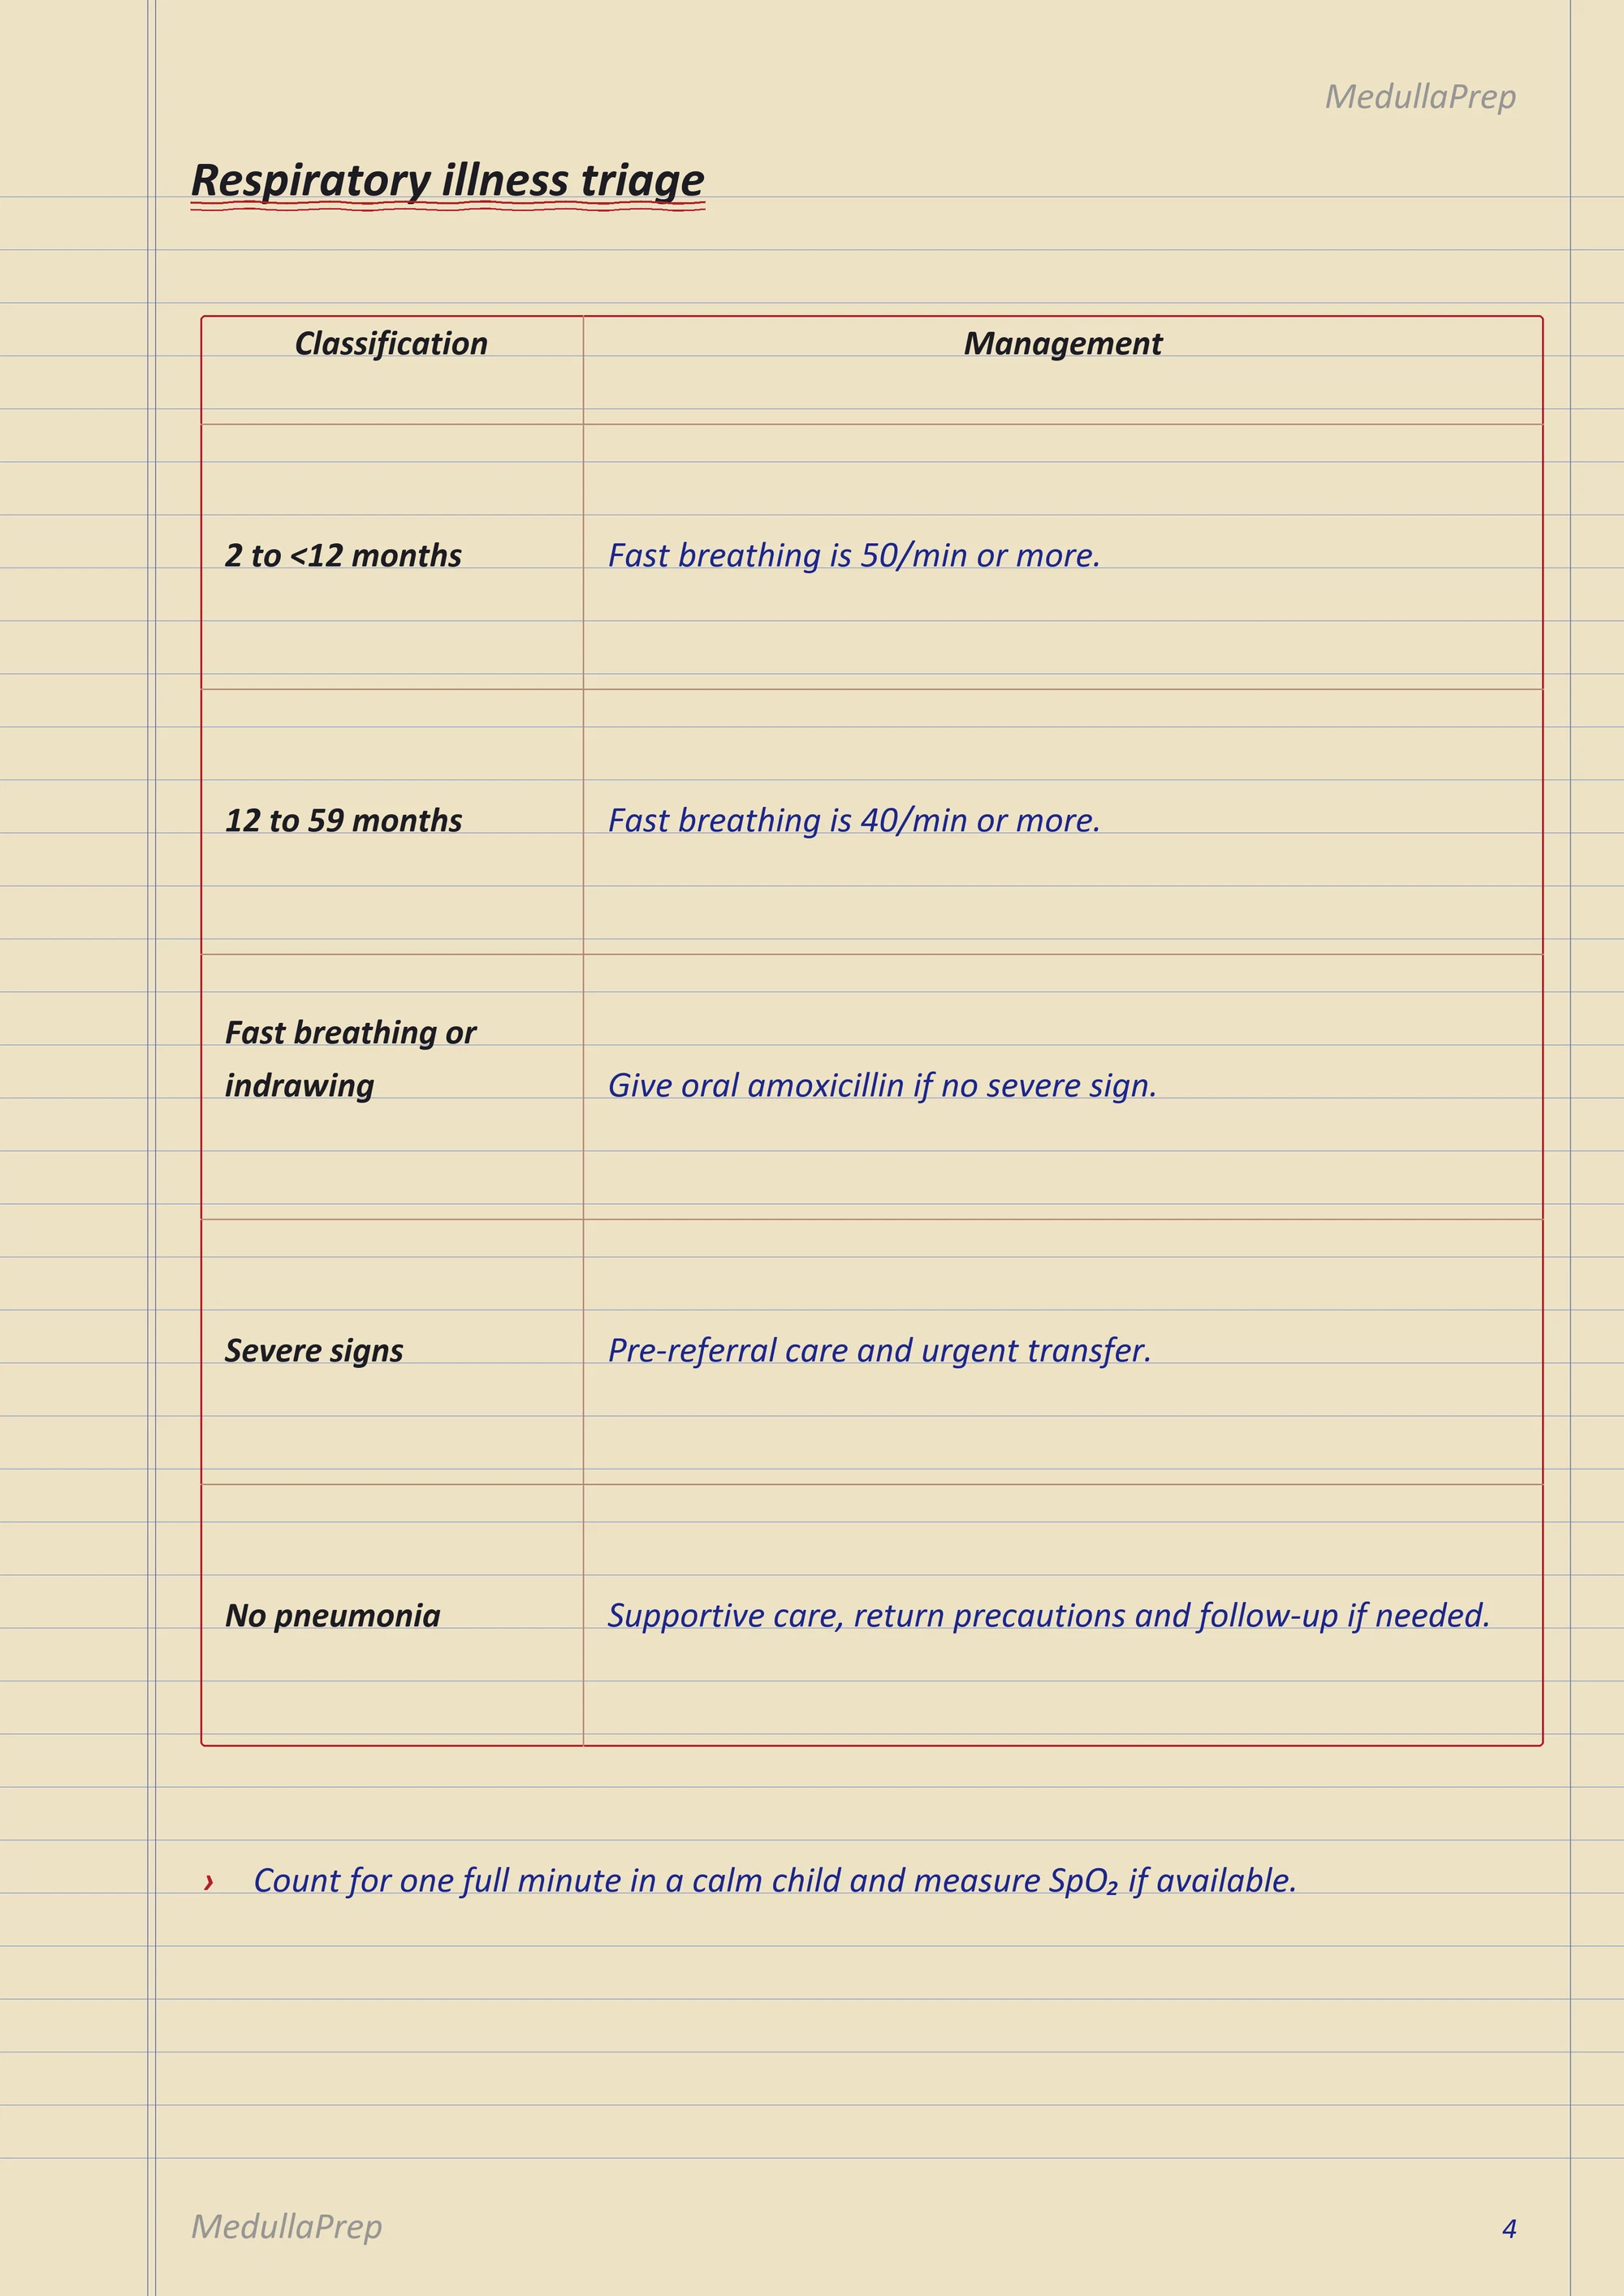 MedullaPrep
Respiratory illness triage
Classification Management
2 to <12 months Fast breathing is 50/min or more.
12 to 59 months Fast breathing is 40/min or more.
Fast breathing or
indrawing Give oral amoxicillin if no severe sign.
Severe signs Pre-referral care and urgent transfer.
No pneumonia Supportive care, return precautions and follow-up if needed.
› Count for one full minute in a calm child and measure SpO₂ if available.
MedullaPrep 4